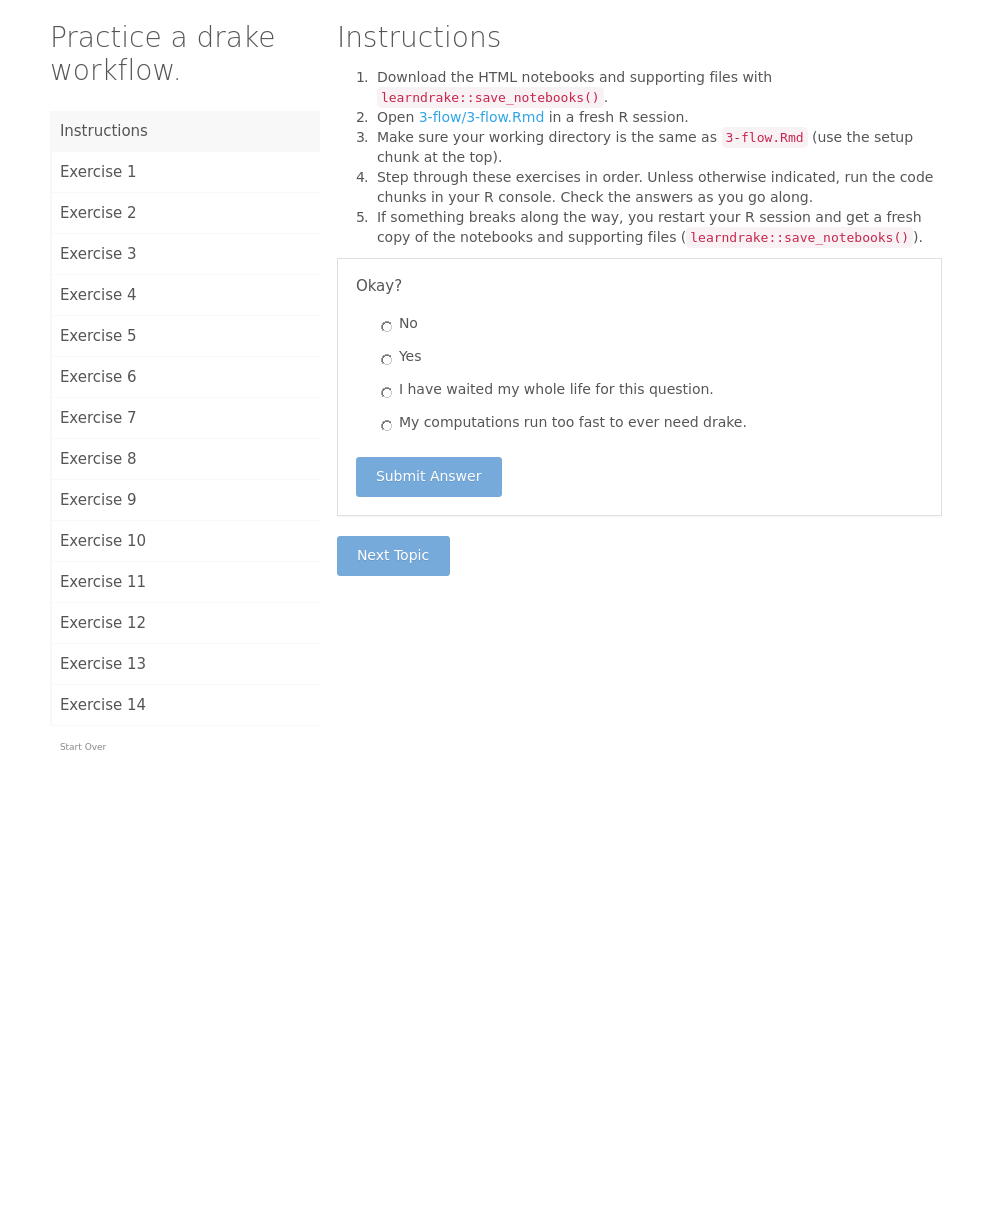 Practice a drake
workflow.
Instructions
Exercise 1
Exercise 2
Exercise 3
Exercise 4
Exercise 5
Exercise 6
Exercise 7
Exercise 8
Exercise 9
Exercise 10
Exercise 11
Exercise 12
Exercise 13
Exercise 14
Start Over
Instructions
1. Download the HTML notebooks and supporting files with
learndrake::save_notebooks().
2. Open 3-flow/3-flow.Rmd in a fresh R session.
3. Make sure your working directory is the same as 3-flow.Rmd (use the setup
chunk at the top).
4. Step through these exercises in order. Unless otherwise indicated, run the code
chunks in your R console. Check the answers as you go along.
5. If something breaks along the way, you restart your R session and get a fresh
copy of the notebooks and supporting files (learndrake::save_notebooks()).
Okay?
No
Yes
I have waited my whole life for this question.
My computations run too fast to ever need drake.
Submit Answer
Next Topic